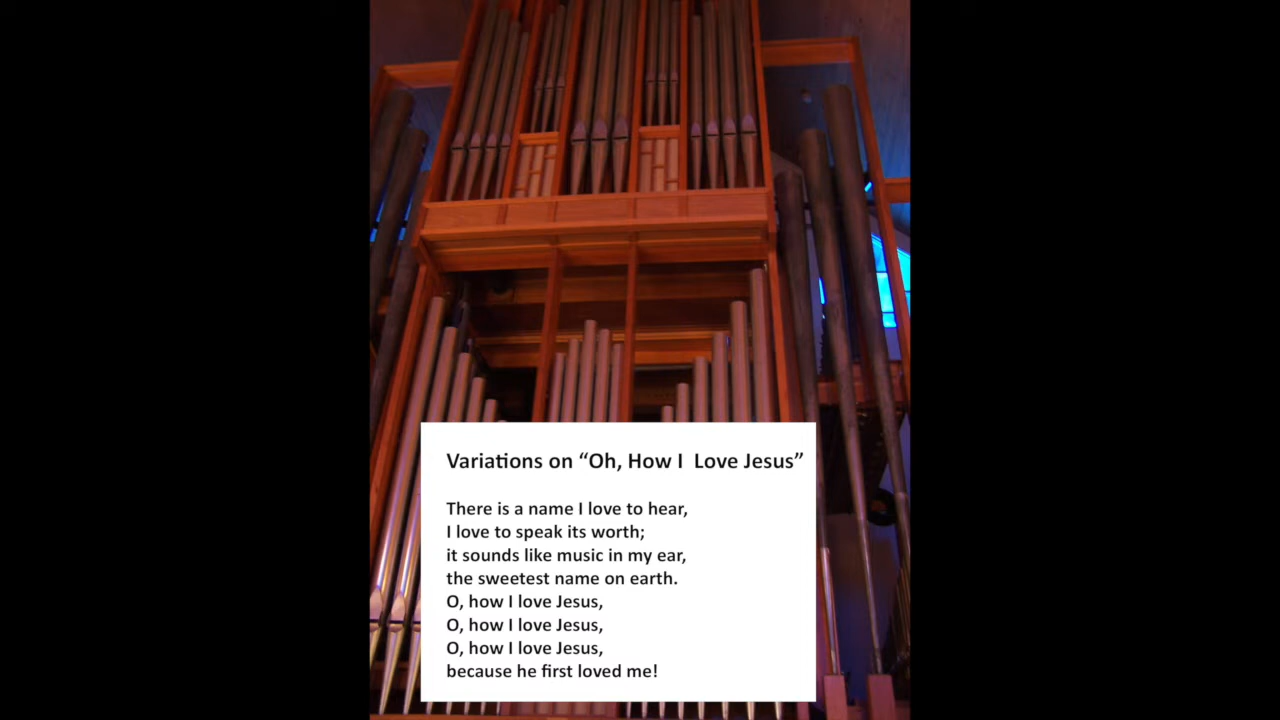 Variations on “Oh, How I  Love Jesus”
There is a name I love to hear,
I love to speak its worth;
it sounds like music in my ear,
the sweetest name on earth.
O, how I love Jesus,
O, how I love Jesus,
O, how I love Jesus,
because he first loved me!